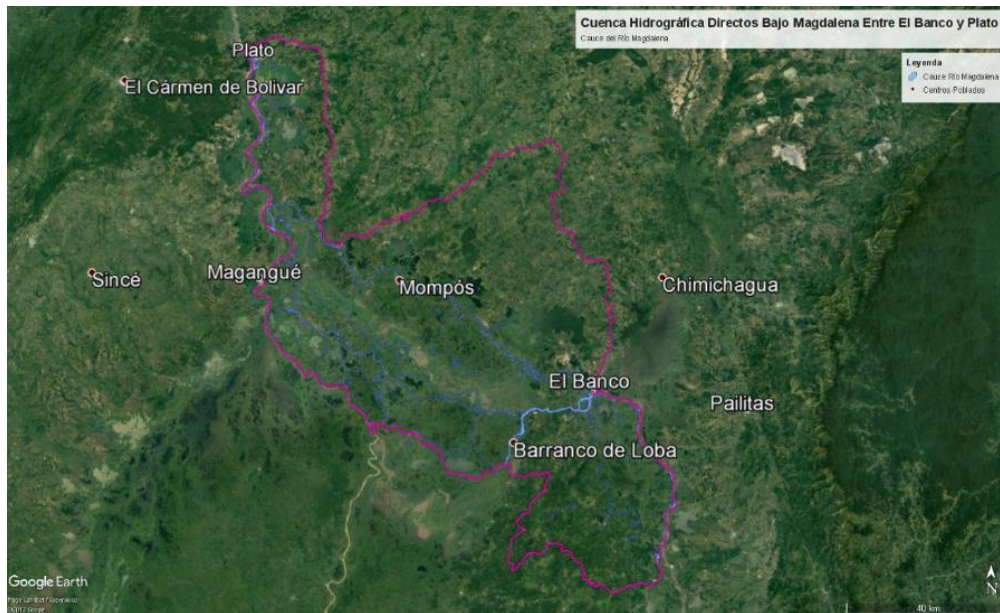 Cuenca Hidrográfica Directos Bajo Magdalena Entre El Banco y Plato
Cauce del Río Magdalena
Leyenda
Cauce Río Magdalena
Centros Poblados
Plato
El Cármen de Bolivar
Sincé
Magangué
Mompós
Chimichagua
El Banco
Pailitas
Barranco de Loba
Google Earth
N
40 km